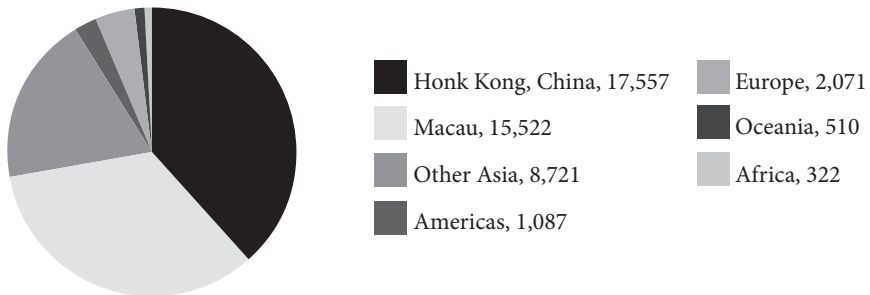 Honk Kong, China, 17,557
Macau, 15,522
Other Asia, 8,721
Americas, 1,087
Europe, 2,071
Oceania, 510
Africa, 322